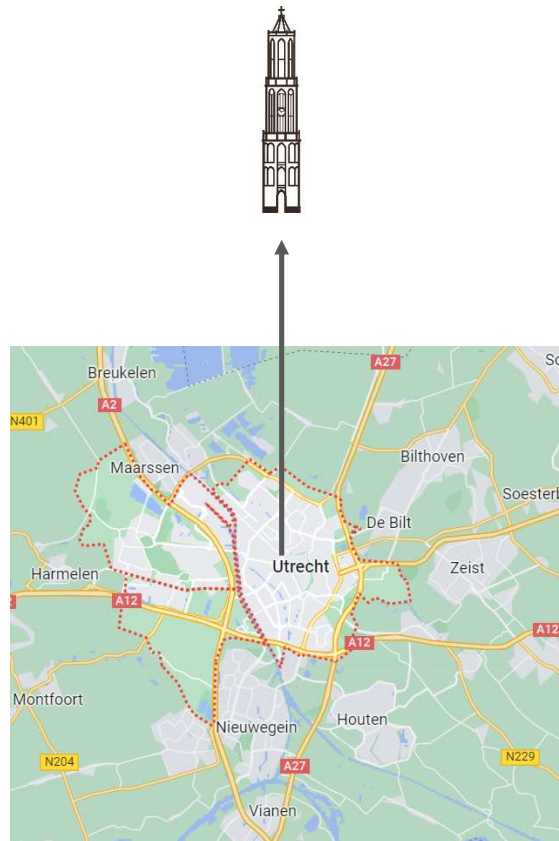 So
A27
Breukelen
A2
N401
Bilthoven
Maarssen
Soesterb
De Bilt
Utrecht
Zeist
Harmelen
A12
A12
A12
Montfoort
Houten
Nieuwegein
N204
A27
N229
Vianen